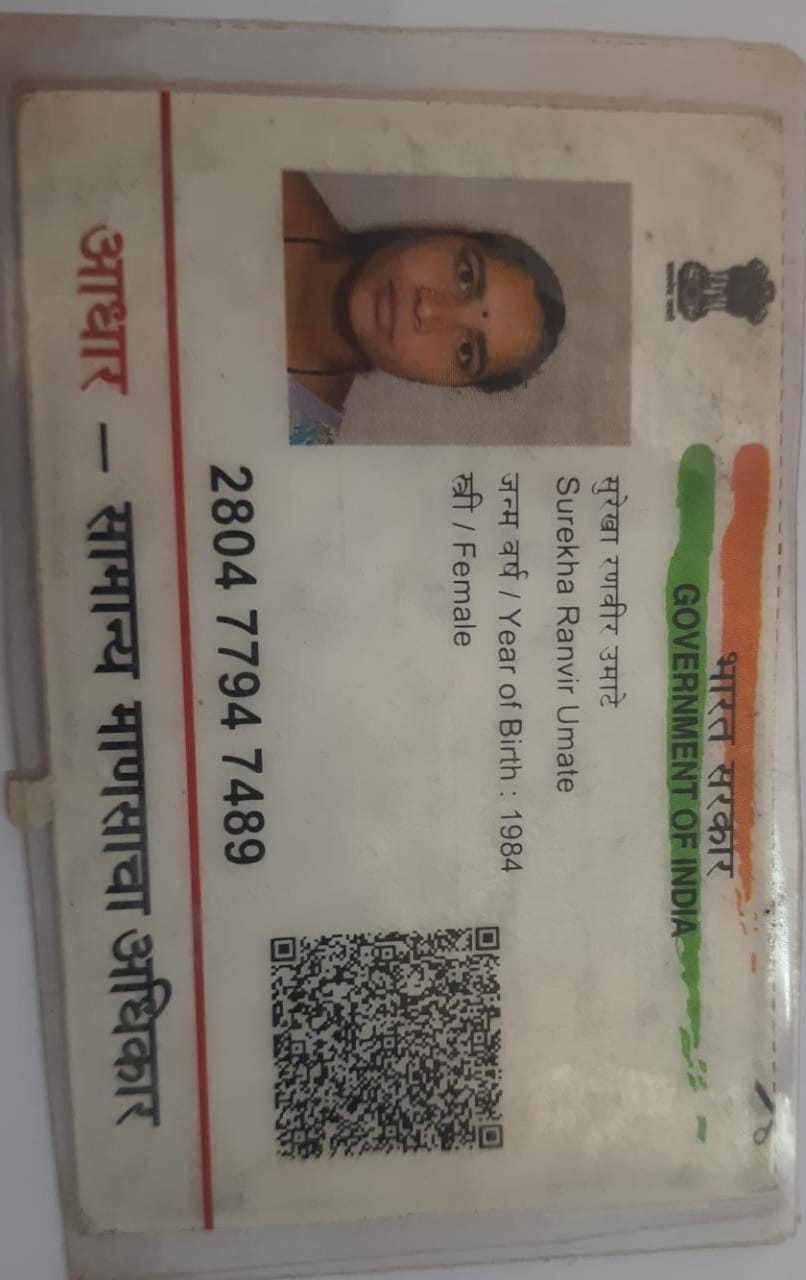 भारत सरकार
GOVERNMENT OF INDIA
सत्यमेव जयते
सुरेखा रणवीर उमाटे
Surekha Ranvir Umate
जन्म वर्ष / Year of Birth : 1984
स्त्री / Female
2804 7794 7489
आधार — सामान्य माणसाचा अधिकार